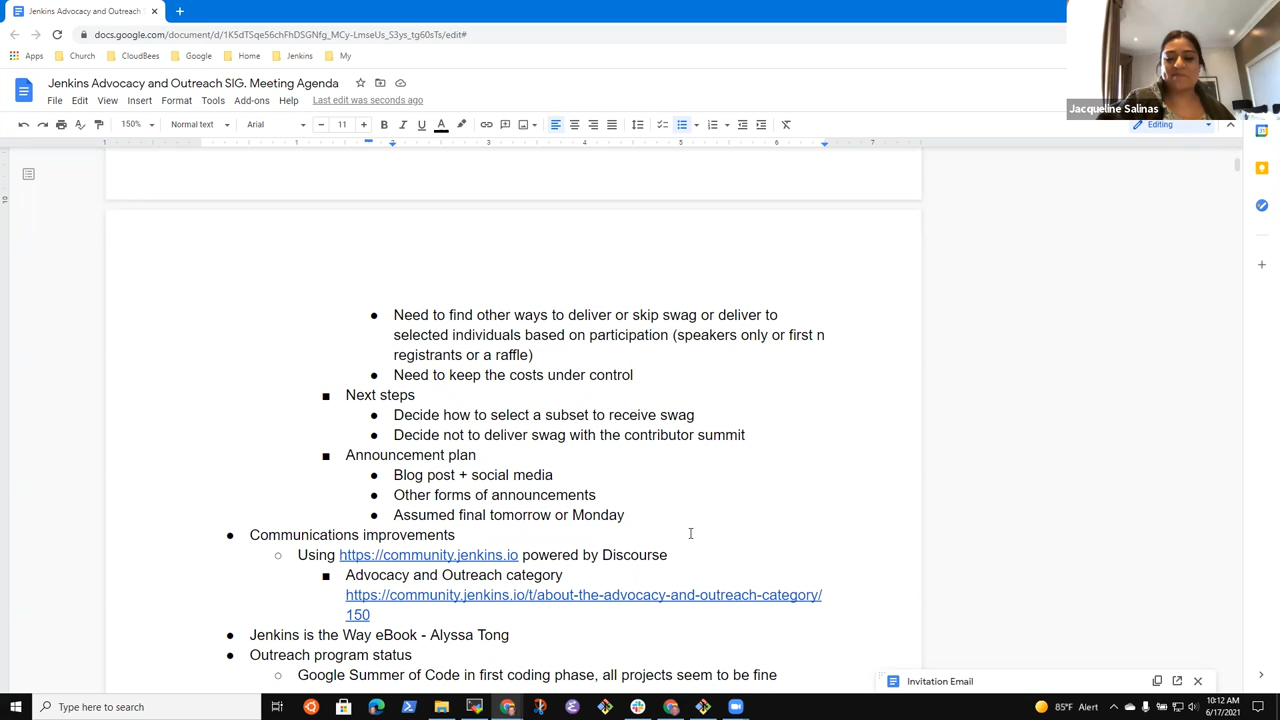 Jenkins Advocacy and Outreach S
docs.google.com/document/d/1K5dTSqe56chFhDSGNfg_MCy-LmseUs_S3ys_tg60sTs/edit#
Apps Church CloudBees Google Home Jenkins My
Jenkins Advocacy and Outreach SIG. Meeting Agenda
File Edit View Insert Format Tools Add-ons Help Last edit was seconds ago
150% Normal text Arial 11 Editing
Jacqueline Salinas
1 1 2 3 4 5 6 7
10
● Need to find other ways to deliver or skip swag or deliver to
selected individuals based on participation (speakers only or first n
registrants or a raffle)
● Need to keep the costs under control
■ Next steps
● Decide how to select a subset to receive swag
● Decide not to deliver swag with the contributor summit
■ Announcement plan
● Blog post + social media
● Other forms of announcements
● Assumed final tomorrow or Monday
● Communications improvements
○ Using https://community.jenkins.io powered by Discourse
■ Advocacy and Outreach category
https://community.jenkins.io/t/about-the-advocacy-and-outreach-category/
150
● Jenkins is the Way eBook - Alyssa Tong
● Outreach program status
○ Google Summer of Code in first coding phase, all projects seem to be fine
Invitation Email
Type here to search
85°F Alert
10:12 AM
6/17/2021